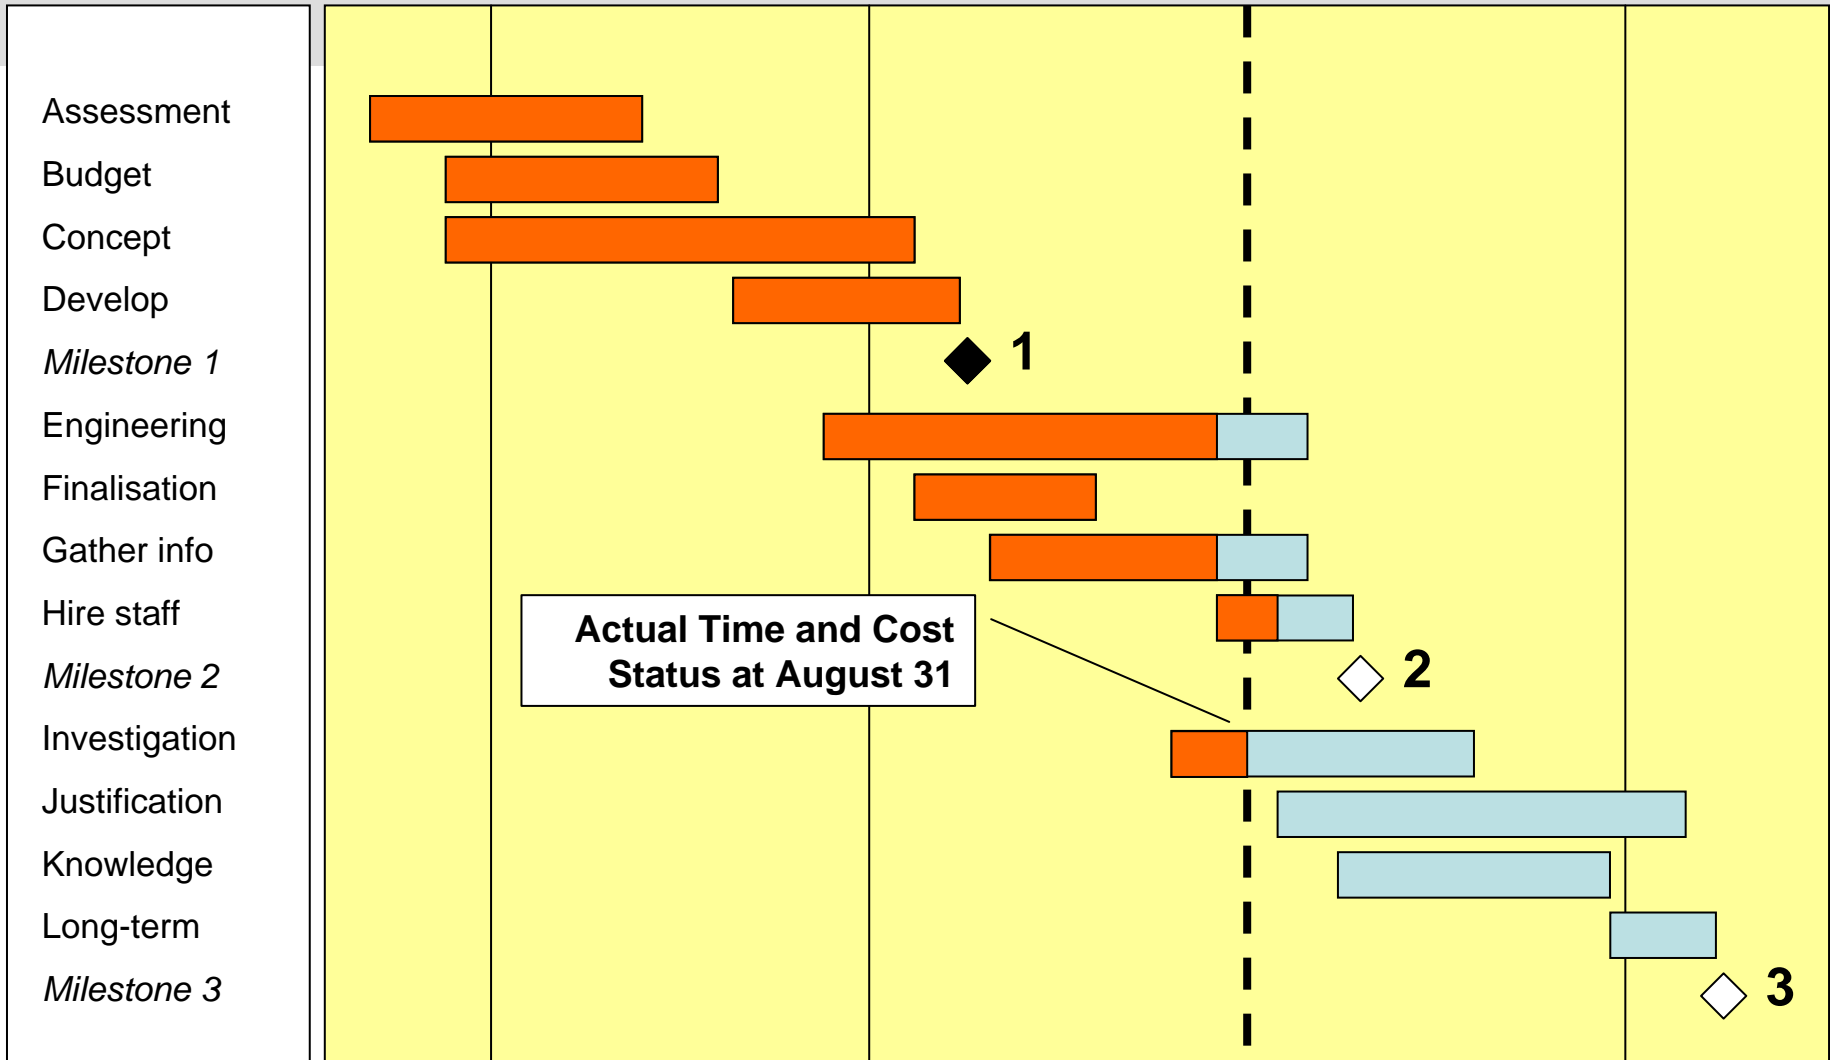 Assessment
Budget
Concept
Develop
Milestone 1
1
Engineering
Finalisation
Gather info
Hire staff
Actual Time and Cost
Status at August 31
Milestone 2
2
Investigation
Justification
Knowledge
Long-term
Milestone 3
3